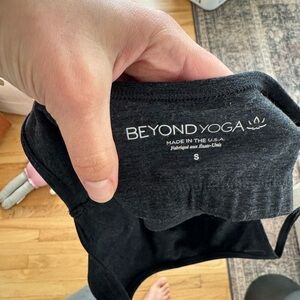 BEYOND YOGA
MADE IN THE U.S.A.
Fabriqué aux États-Unis
S